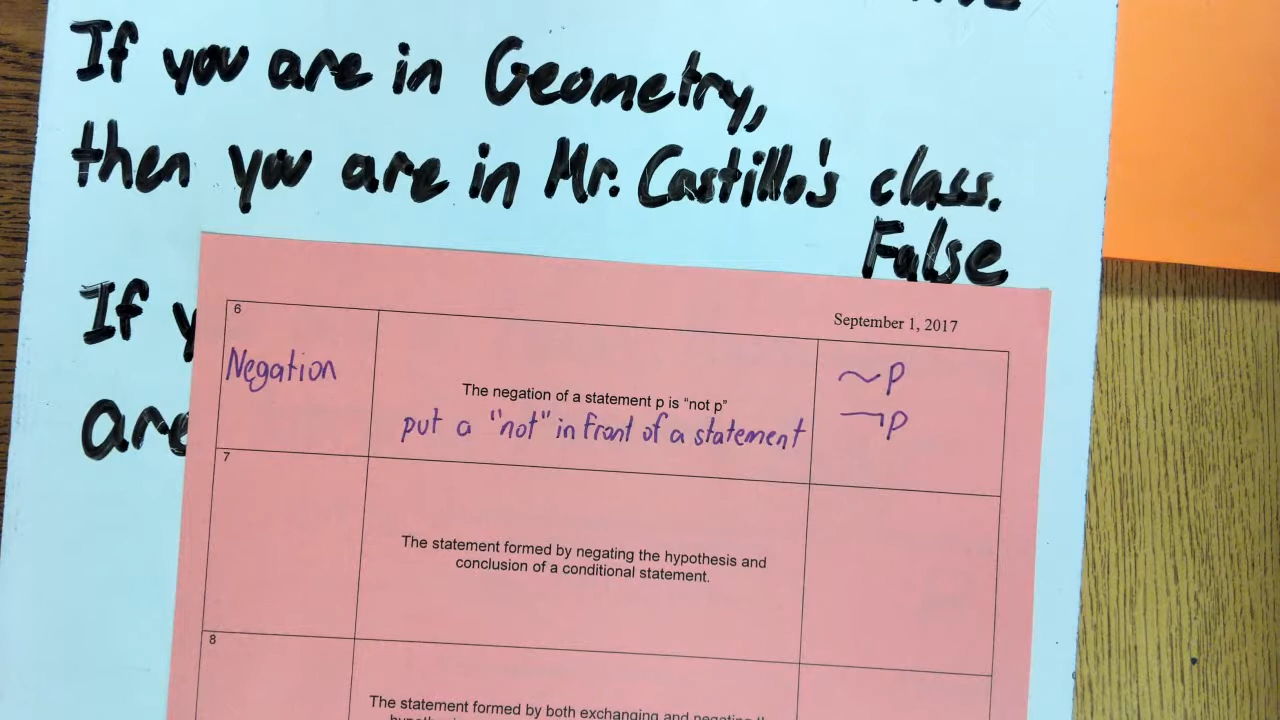 If you are in Geometry,
then you are in Mr. Castillo's class.
False
If y
are
6
September 1, 2017
Negation
The negation of a statement p is “not p”
put a "not" in front of a statement
~p
¬p
7
The statement formed by negating the hypothesis and
conclusion of a conditional statement.
8
The statement formed by both exchanging and negating